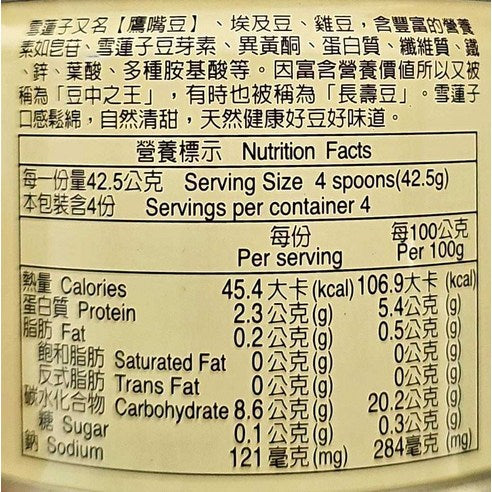 雪蓮子又名【鷹嘴豆】、埃及豆、雞豆，含豐富的營養
素如皂苷、雪蓮子豆芽素、異黃酮、蛋白質、纖維質、鐵
、鋅、葉酸、多種胺基酸等。因富含營養價值所以又被
稱為「豆中之王」，有時也被稱為「長壽豆」。雪蓮子
口感鬆綿，自然清甜，天然健康好豆好味道。
營養標示 Nutrition Facts
每一份量42.5公克 Serving Size 4 spoons(42.5g)
本包裝含4份 Servings per container 4
每份 每100公克
Per serving Per 100g
熱量 Calories 45.4大卡(kcal) 106.9大卡(kcal)
蛋白質 Protein 2.3公克(g) 5.4公克(g)
脂肪 Fat 0.2公克(g) 0.5公克(g)
飽和脂肪 Saturated Fat 0公克(g) 0公克(g)
反式脂肪 Trans Fat 0公克(g) 0公克(g)
碳水化合物 Carbohydrate 8.6公克(g) 20.2公克(g)
糖 Sugar 0.1公克(g) 0.3公克(g)
鈉 Sodium 121毫克(mg) 284毫克(mg)